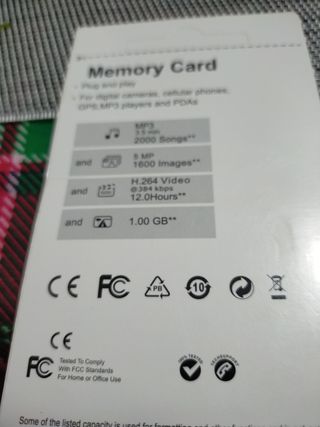 Memory Card
- Plug and play
- For digital cameras, cellular phones,
GPS,MP3 players and PDAs
MP3
3.5 min
2000 Songs**
and
5 MP
1600 Images**
and
H.264 Video
@384 kbps
12.0Hours**
and
1.00 GB**
CE FC PB 10
CE
FC
Tested To Comply
With FCC Standards
For Home or Office Use
100% TESTED
Some of the listed capacity is used for formatting and other functions